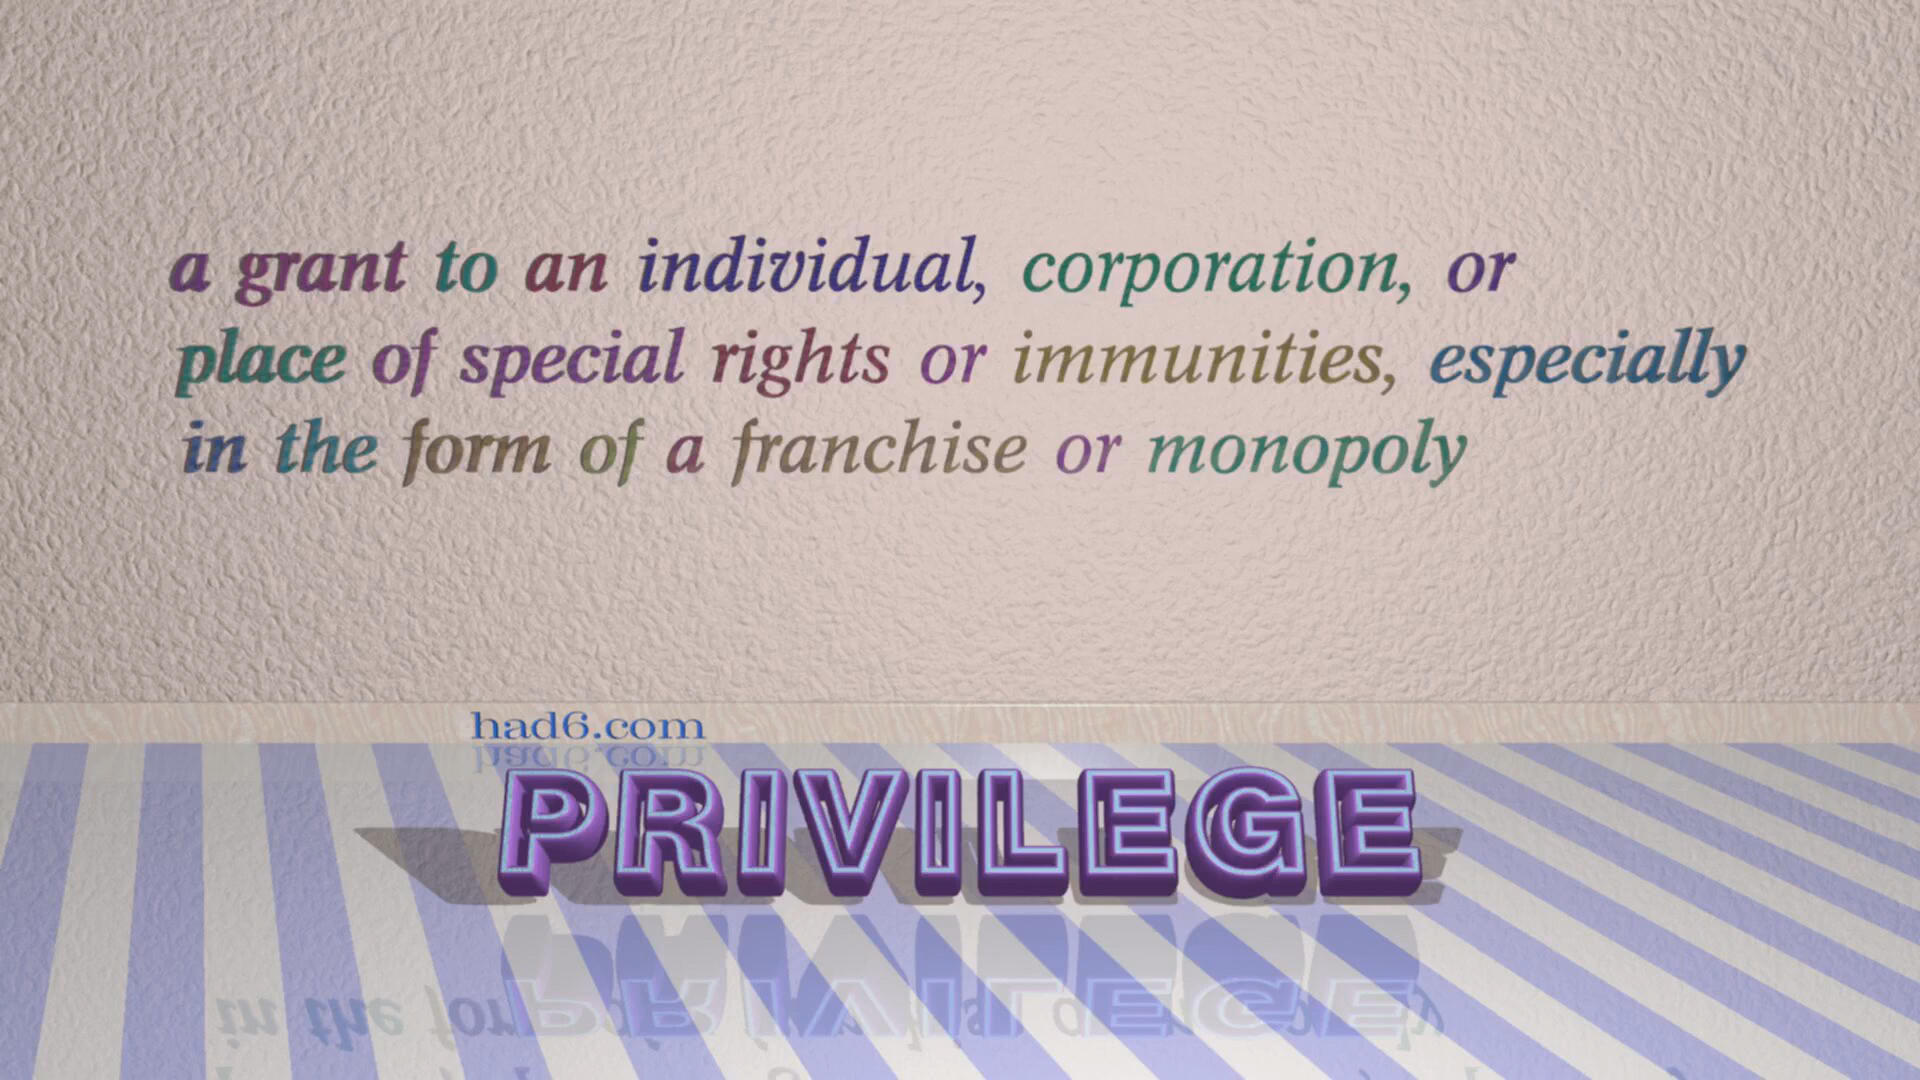 a grant to an individual, corporation, or
place of special rights or immunities, especially
in the form of a franchise or monopoly
had6.com
PRIVILEGE